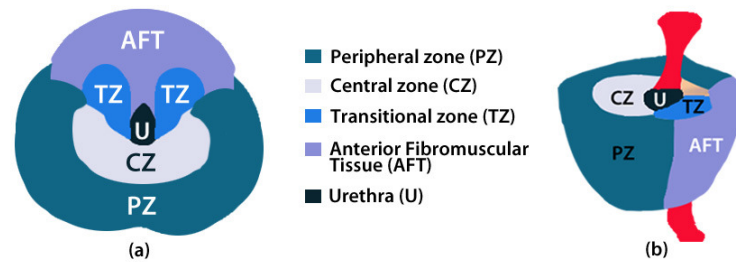 AFT
TZ TZ
U
CZ
PZ
(a)
Peripheral zone (PZ)
Central zone (CZ)
Transitional zone (TZ)
Anterior Fibromuscular
Tissue (AFT)
Urethra (U)
CZ U TZ
PZ AFT
(b)